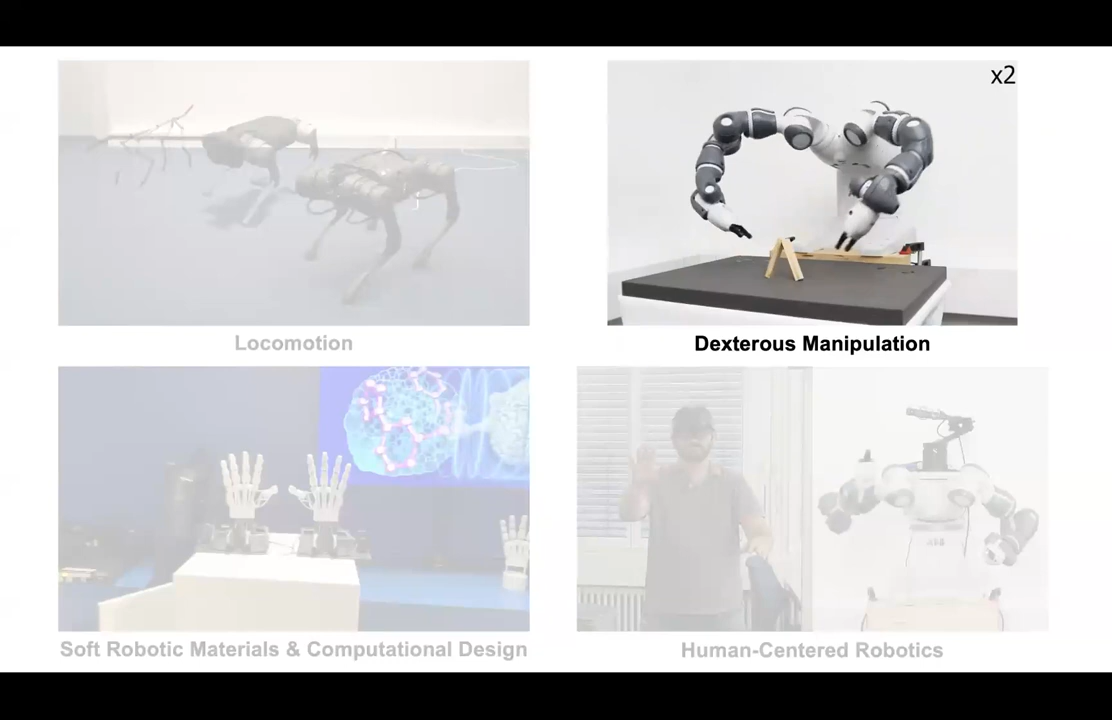 x2
Locomotion
Dexterous Manipulation
Soft Robotic Materials & Computational Design
Human-Centered Robotics